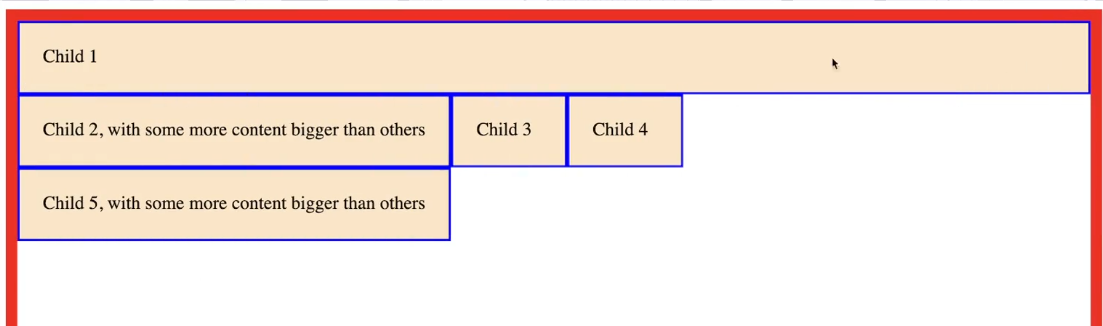 Child 1
Child 2, with some more content bigger than others Child 3 Child 4
Child 5, with some more content bigger than others